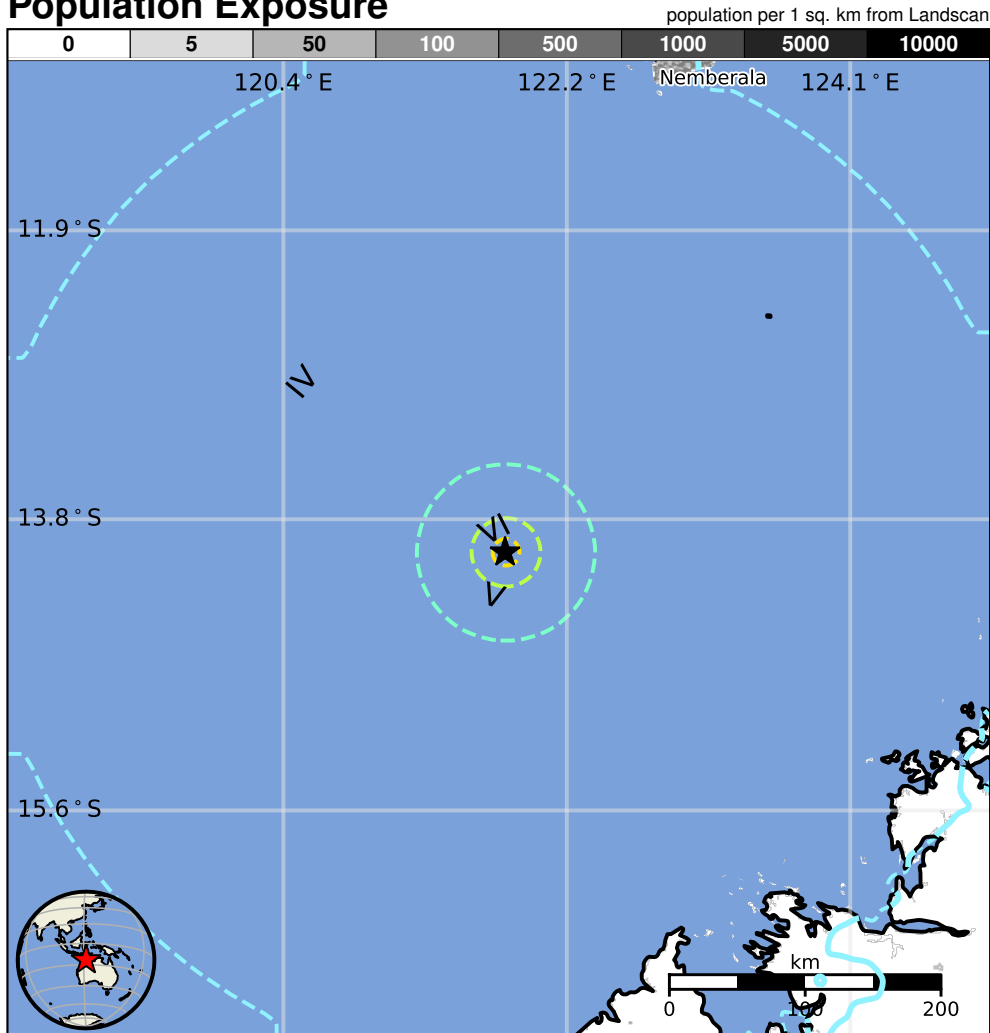 Population Exposure
population per 1 sq. km from Landscan
0 5 50 100 500 1000 5000 10000
120.4°E 122.2°E 124.1°E
Nemberala
11.9°S
IV
13.8°S
VI
V
15.6°S
km
0 100 200